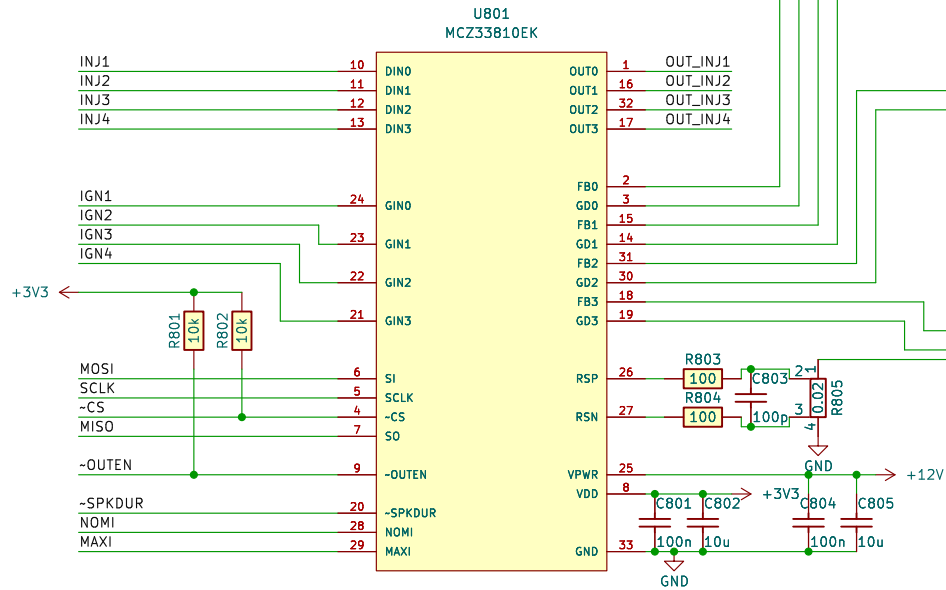 U801
MCZ33810EK
INJ1 10 DIN0 OUT0 1 OUT_INJ1
INJ2 11 DIN1 OUT1 16 OUT_INJ2
INJ3 12 DIN2 OUT2 32 OUT_INJ3
INJ4 13 DIN3 OUT3 17 OUT_INJ4
FB0 2
IGN1 24 GIN0 GD0 3
IGN2 FB1 15
IGN3 23 GIN1 GD1 14
IGN4 FB2 31
22 GIN2 GD2 30
+3V3 FB3 18
R801 10k R802 10k 21 GIN3 GD3 19
R803
MOSI 6 SI RSP 26 100 C803 2 1
SCLK 5 SCLK R804 0.02 R805
~CS 4 ~CS RSN 27 100 100p 3 4
MISO 7 SO
GND
~OUTEN 9 ~OUTEN VPWR 25 +12V
VDD 8 +3V3
~SPKDUR 20 ~SPKDUR C801 C802 C804 C805
NOMI 28 NOMI
MAXI 29 MAXI GND 33 100n 10u 100n 10u
GND